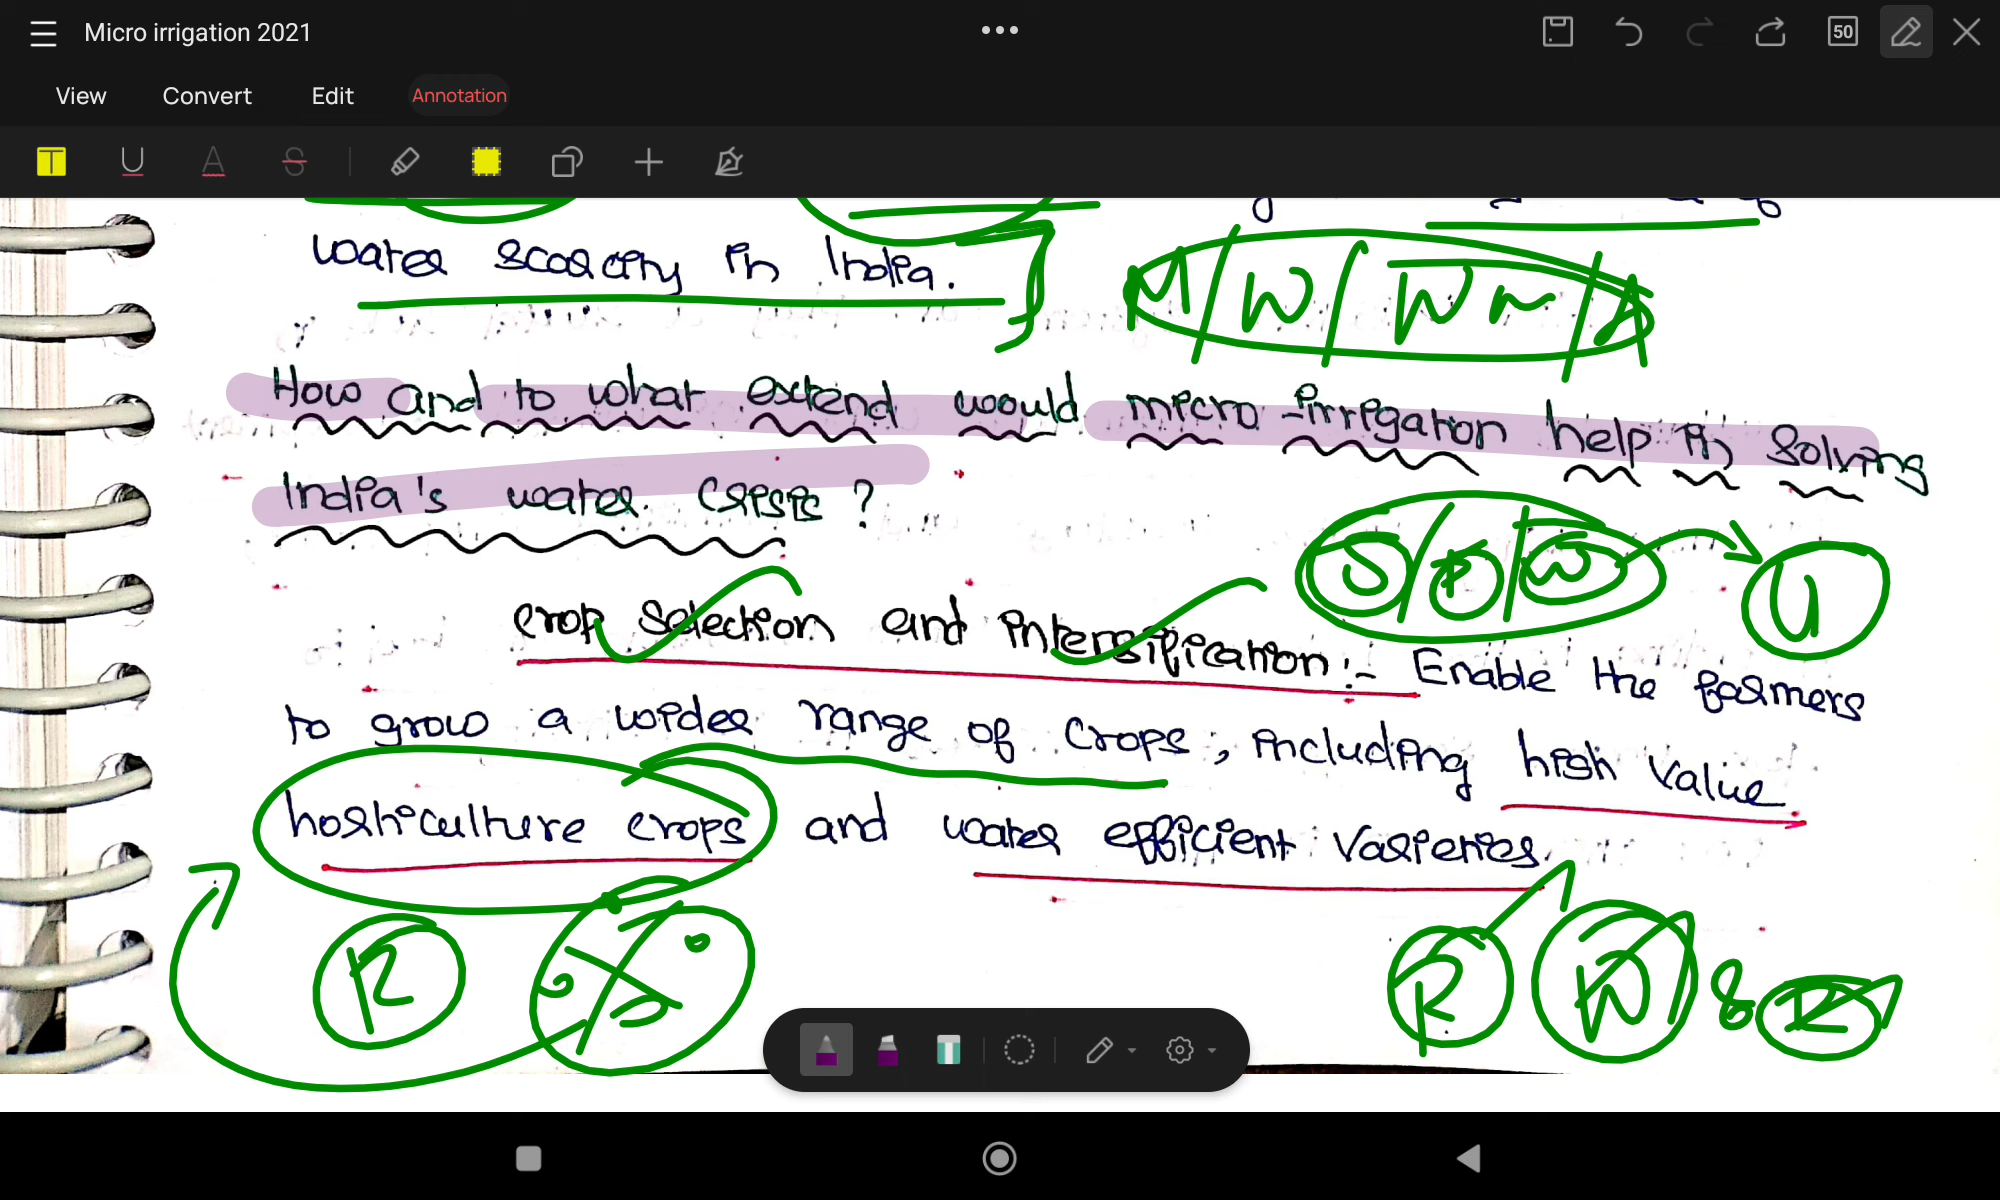 Micro irrigation 2021
50
View Convert Edit Annotation
T U A S
water scarcity in India.
M/W/Wm/A
How and to what extend would micro-irrigation help in solving
India's water crisis?
S/P/W
U
crop selection and intensification:- Enable the farmers
to grow a wider range of crops, including high value
horticulture crops and water efficient varieties.
R
R W &